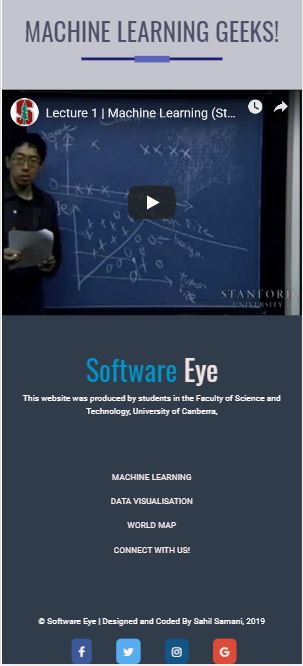 MACHINE LEARNING GEEKS!
Lecture 1 | Machine Learning (St...
STANFORD
UNIVERSITY
Software Eye
This website was produced by students in the Faculty of Science and
Technology, University of Canberra,
MACHINE LEARNING
DATA VISUALISATION
WORLD MAP
CONNECT WITH US!
© Software Eye | Designed and Coded By Sahil Samani, 2019